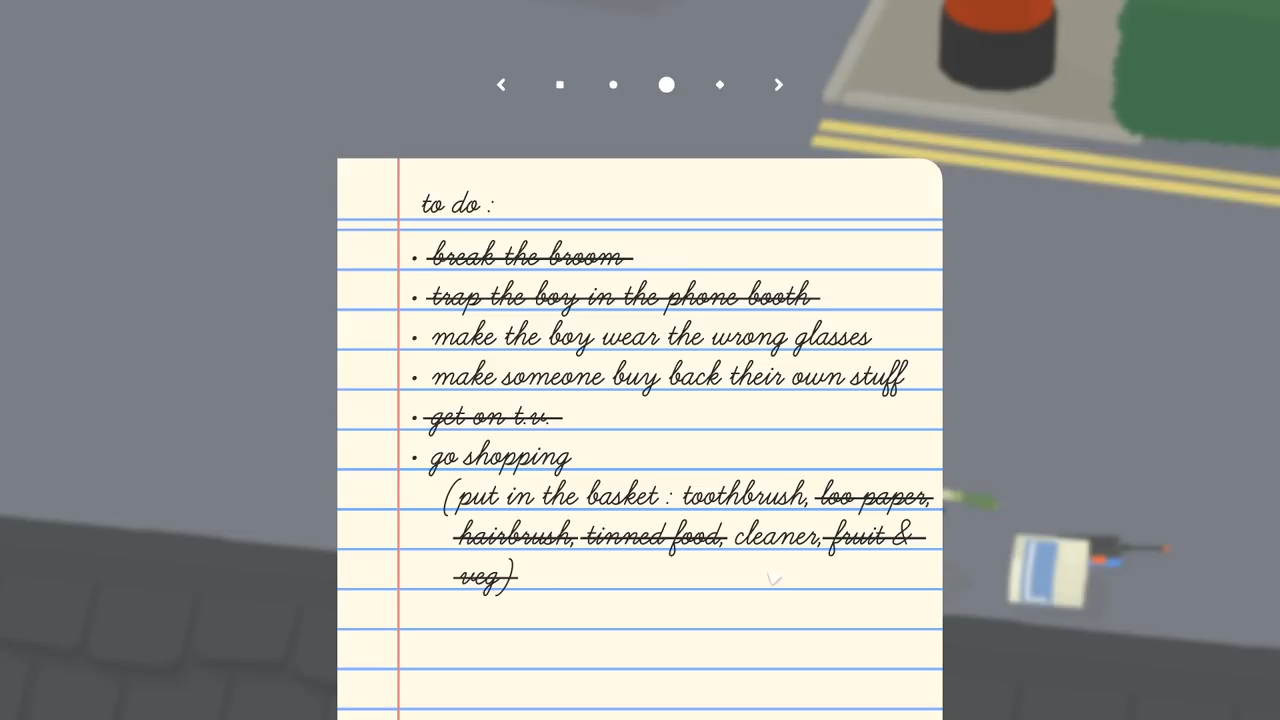 to do :
• break the broom
• trap the boy in the phone booth
• make the boy wear the wrong glasses
• make someone buy back their own stuff
• get on t.v.
• go shopping
(put in the basket : toothbrush, loo paper,
hairbrush, tinned food, cleaner, fruit &
veg)